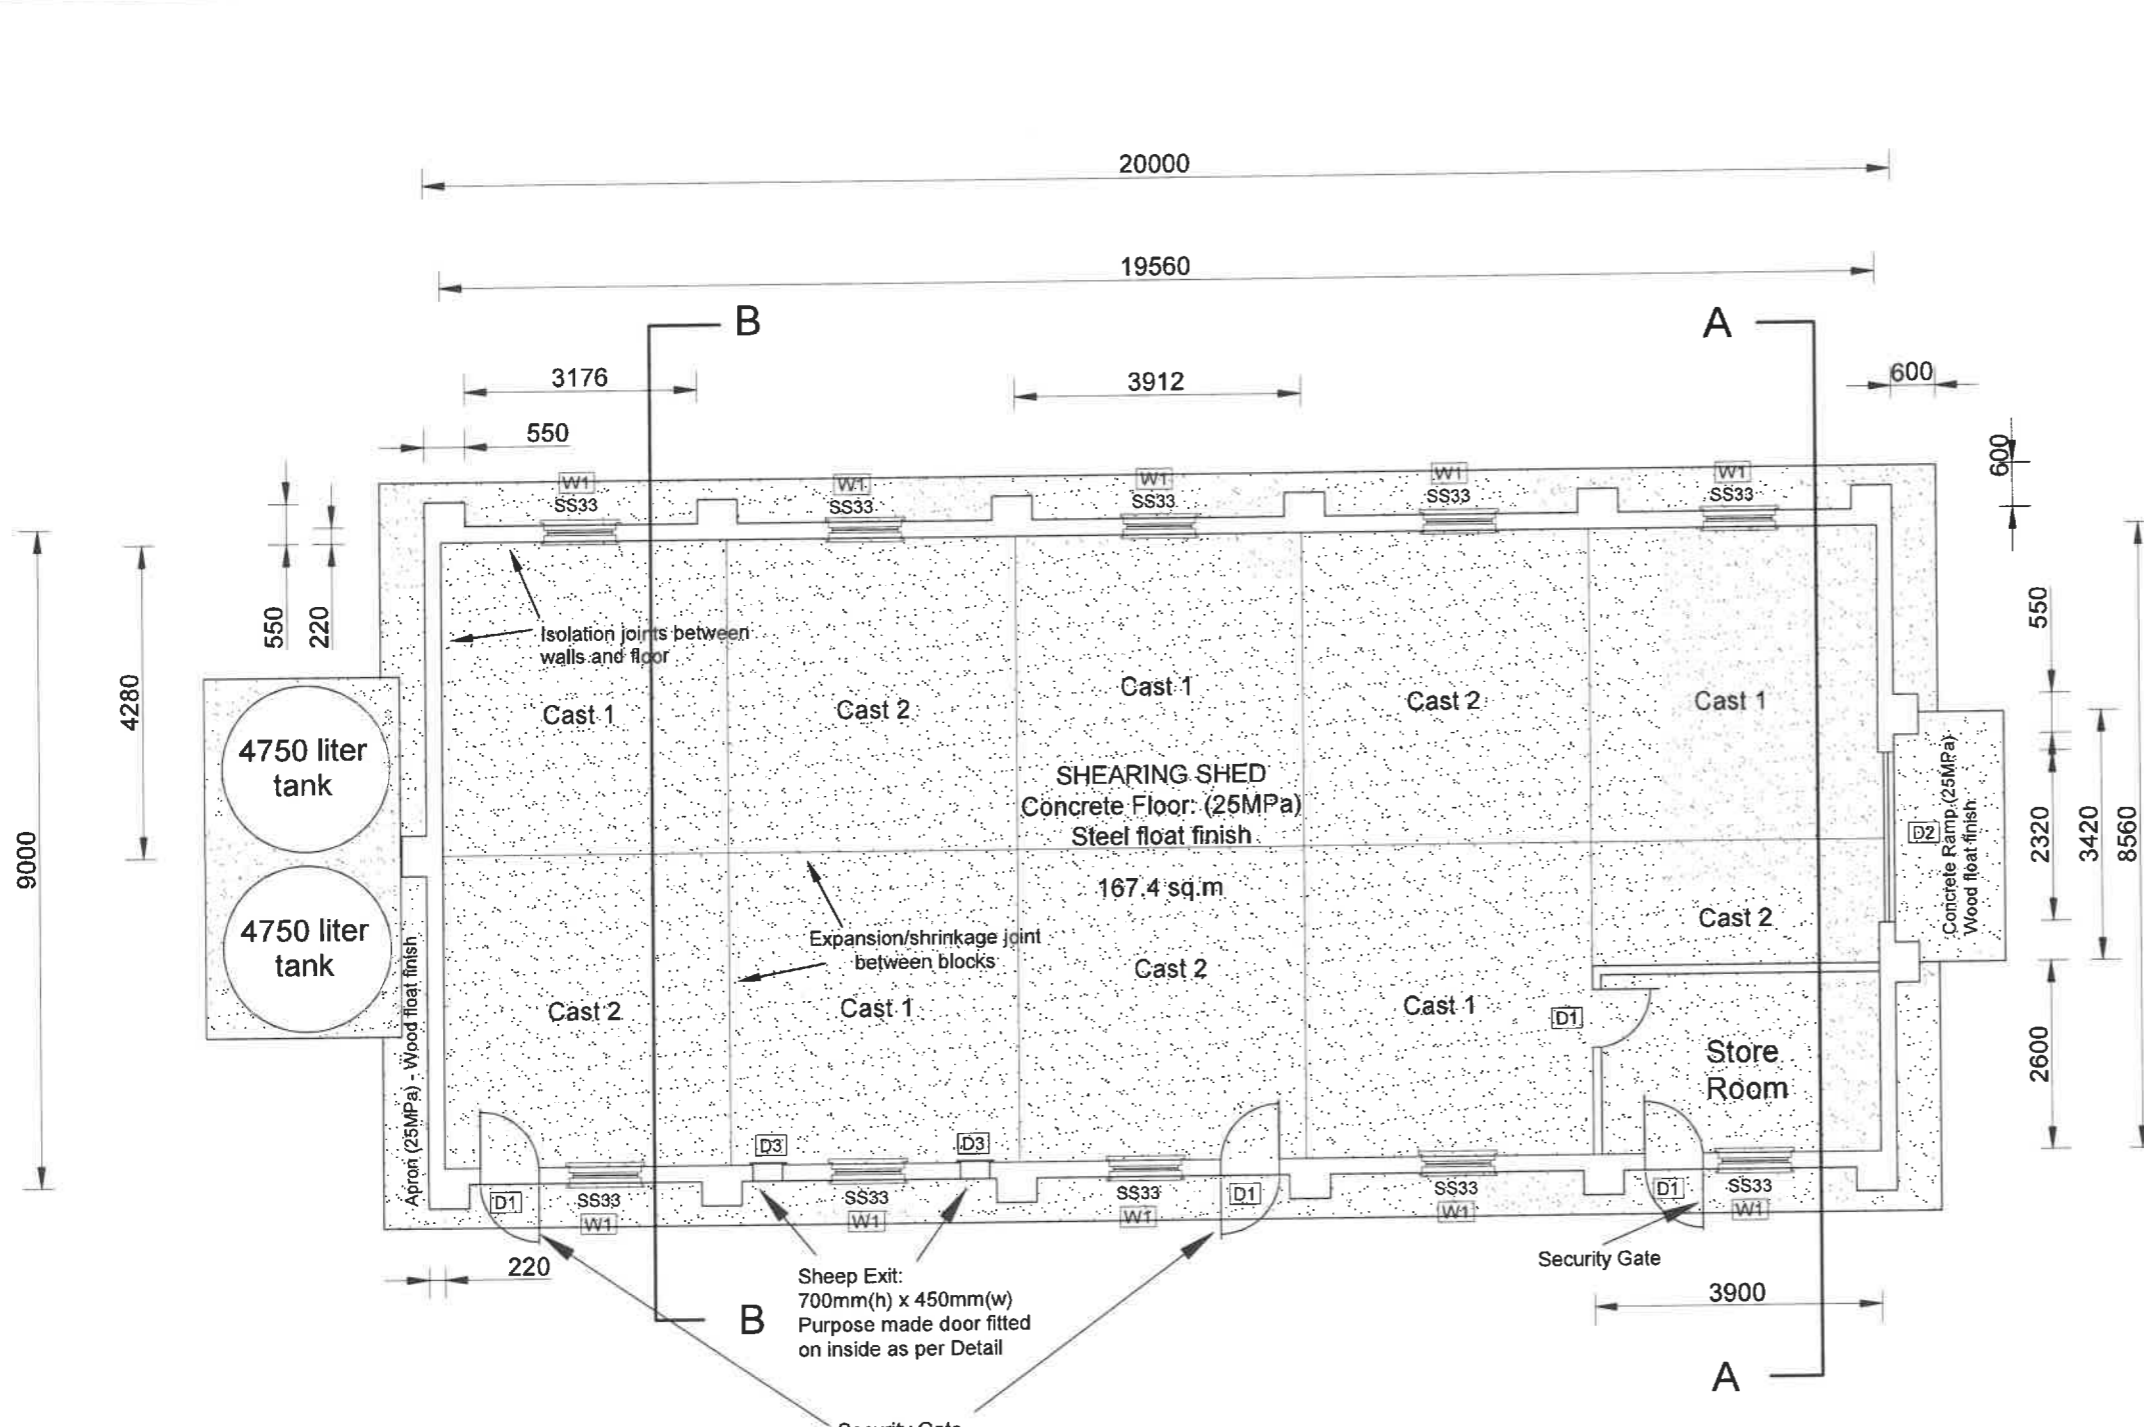 20000
19560
B
A
3176
3912
600
550
600
W1
W1
W1
W1
W1
SS33
SS33
SS33
SS33
SS33
550
220
4280
9000
Isolation joints between
walls and floor
550
Cast 1
Cast 2
Cast 1
Cast 2
Cast 1
4750 liter
tank
4750 liter
tank
SHEARING SHED
Concrete Floor: (25MPa)
Steel float finish
167.4 sq.m
D2
Concrete Ramp (25MPa)
Wood float finish
2320
3420
8560
Expansion/shrinkage joint
between blocks
Cast 2
Cast 1
Cast 2
Cast 1
Cast 2
Apron (25MPa) - Wood float finish
D1
Store
Room
2600
D3
D3
D1
SS33
W1
SS33
W1
SS33
W1
D1
SS33
W1
D1
SS33
W1
220
Sheep Exit:
700mm(h) x 450mm(w)
Purpose made door fitted
on inside as per Detail
Security Gate
3900
B
A
Security Gate